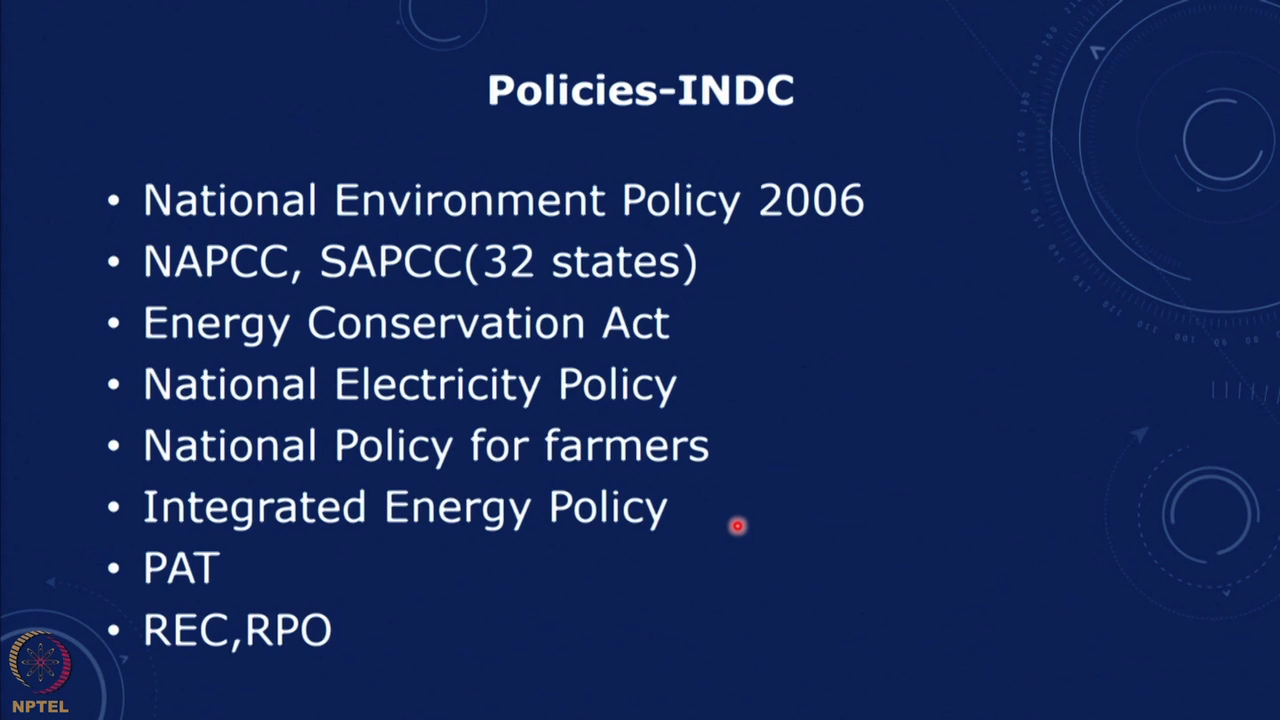 Policies-INDC
• National Environment Policy 2006
• NAPCC, SAPCC(32 states)
• Energy Conservation Act
• National Electricity Policy
• National Policy for farmers
• Integrated Energy Policy
• PAT
• REC,RPO
NPTEL